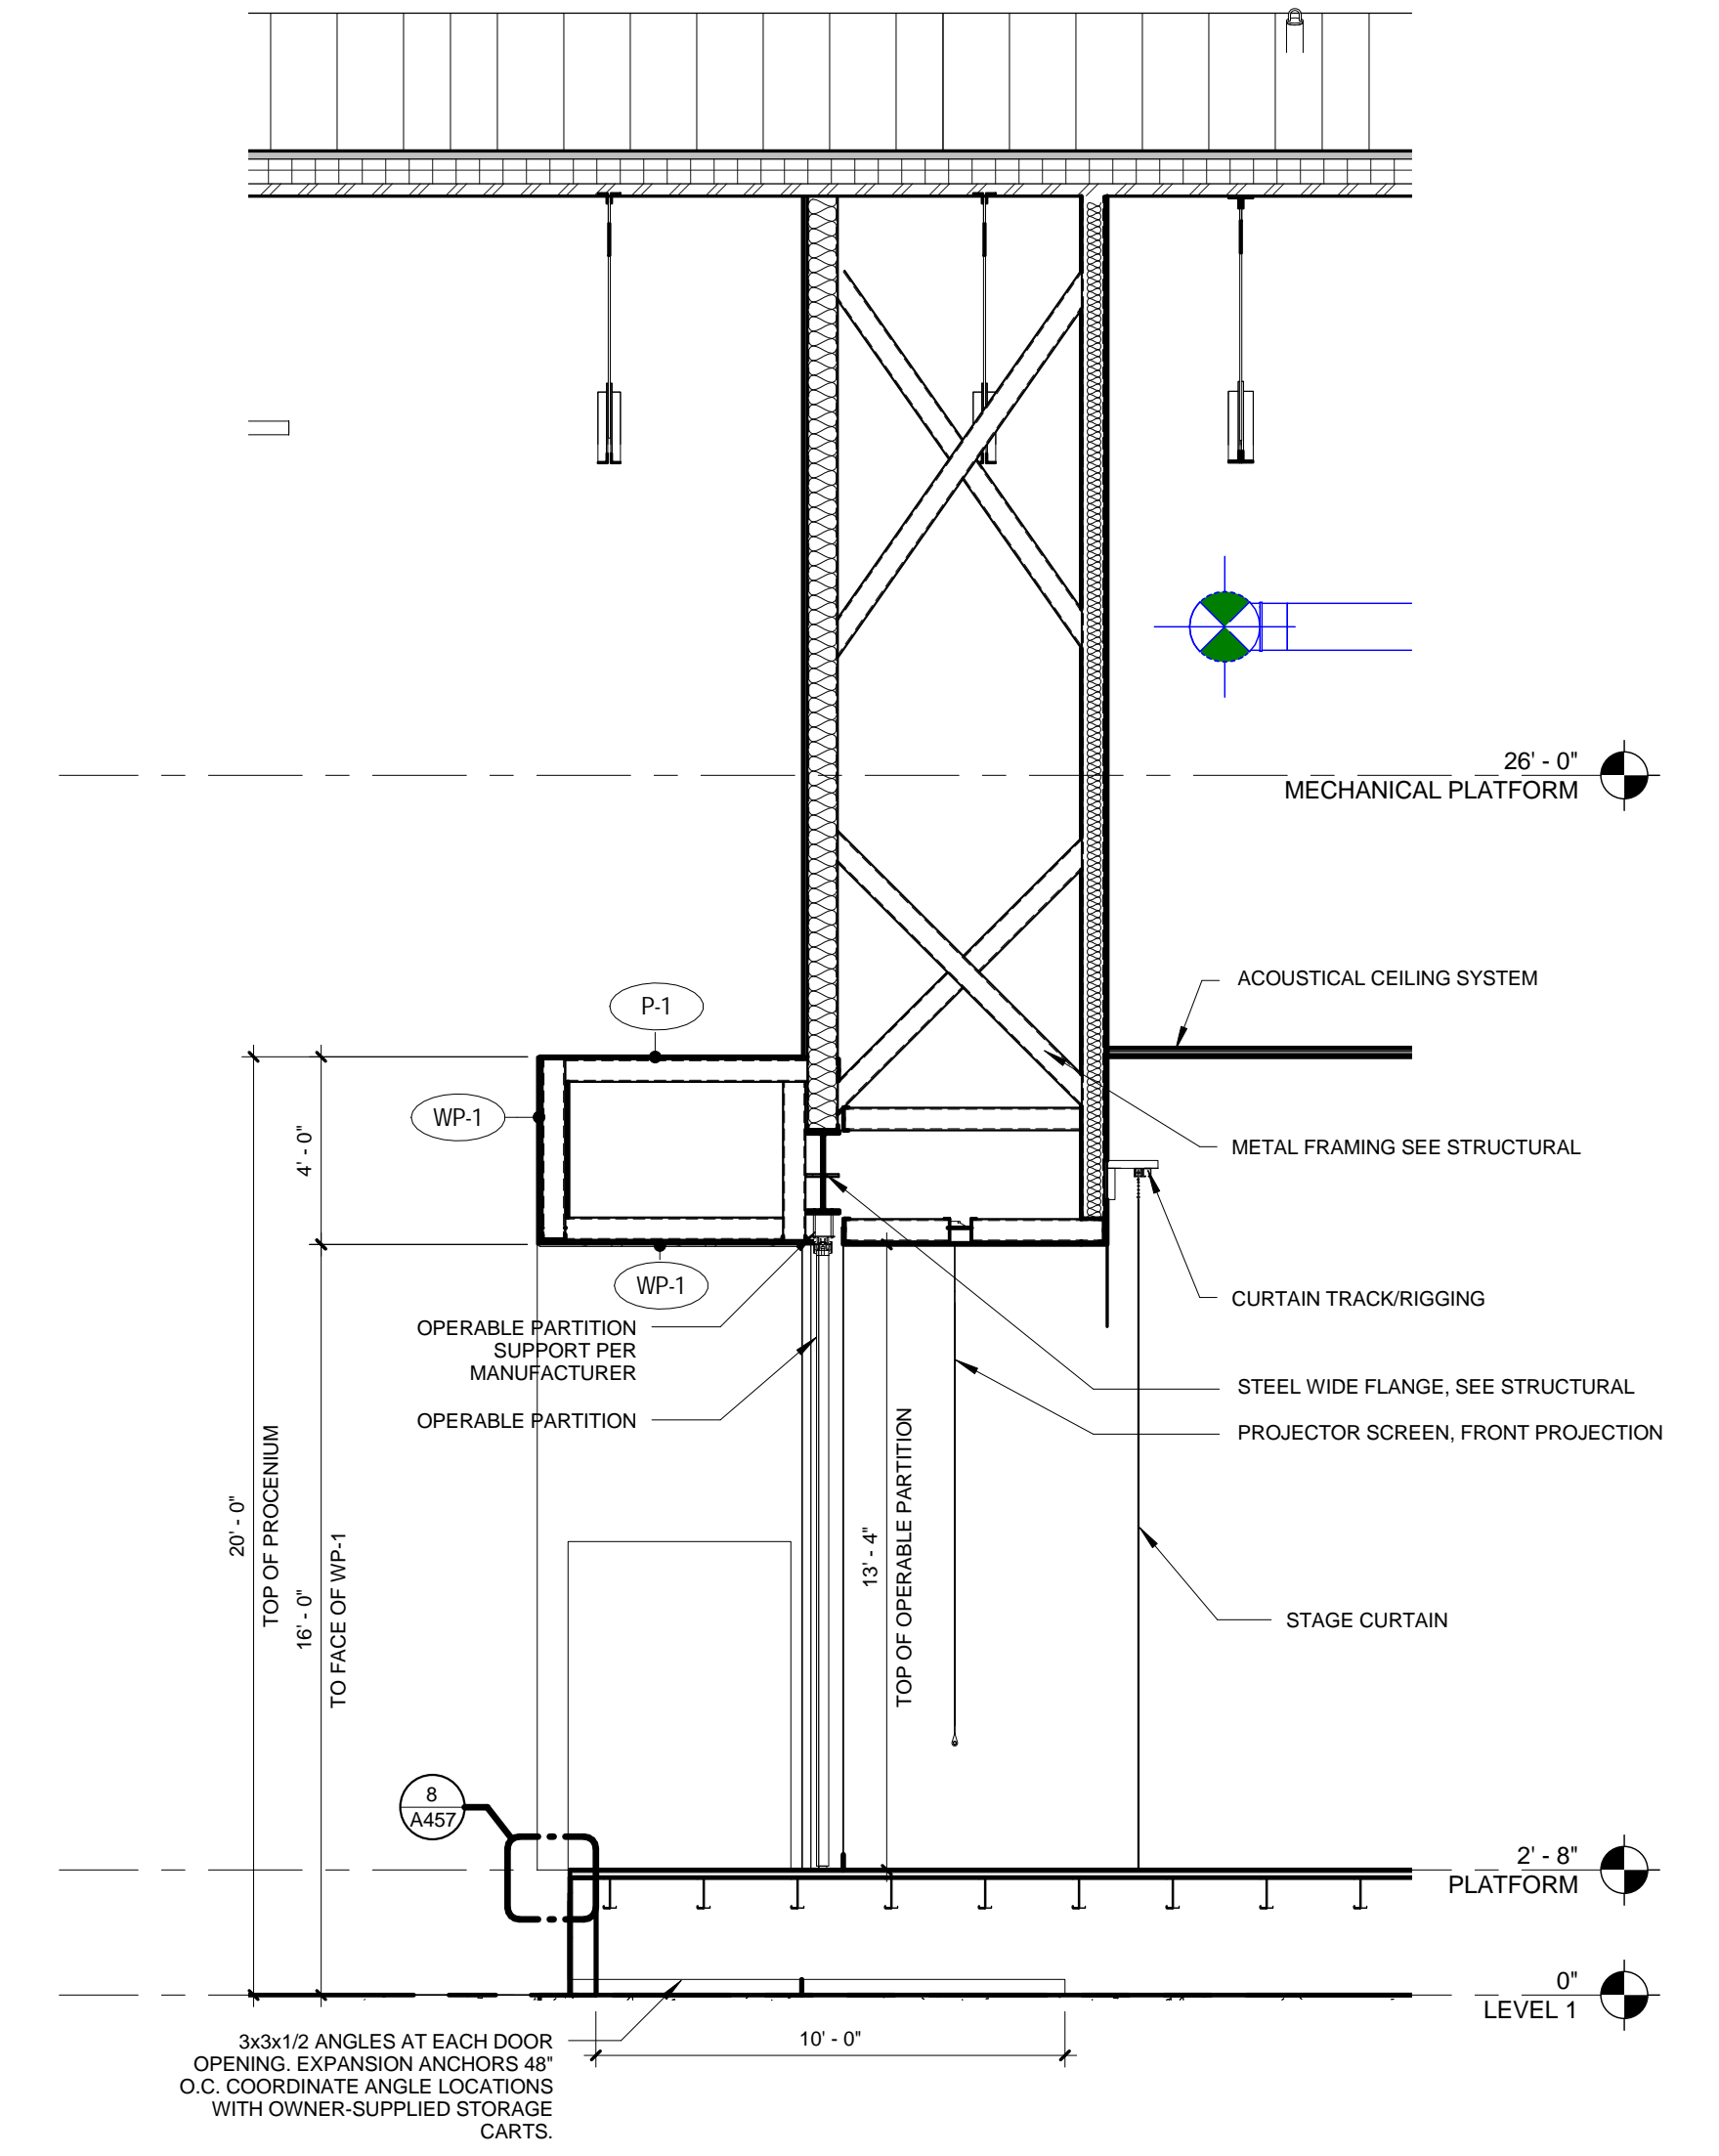 26' - 0"
MECHANICAL PLATFORM
ACOUSTICAL CEILING SYSTEM
P-1
WP-1
4' - 0"
METAL FRAMING SEE STRUCTURAL
WP-1
CURTAIN TRACK/RIGGING
OPERABLE PARTITION
SUPPORT PER
MANUFACTURER
STEEL WIDE FLANGE, SEE STRUCTURAL
OPERABLE PARTITION
PROJECTOR SCREEN, FRONT PROJECTION
20' - 0"
TOP OF PROCENIUM
16' - 0"
TO FACE OF WP-1
13' - 4"
TOP OF OPERABLE PARTITION
STAGE CURTAIN
8
A457
2' - 8"
PLATFORM
0"
LEVEL 1
10' - 0"
3x3x1/2 ANGLES AT EACH DOOR
OPENING. EXPANSION ANCHORS 48"
O.C. COORDINATE ANGLE LOCATIONS
WITH OWNER-SUPPLIED STORAGE
CARTS.